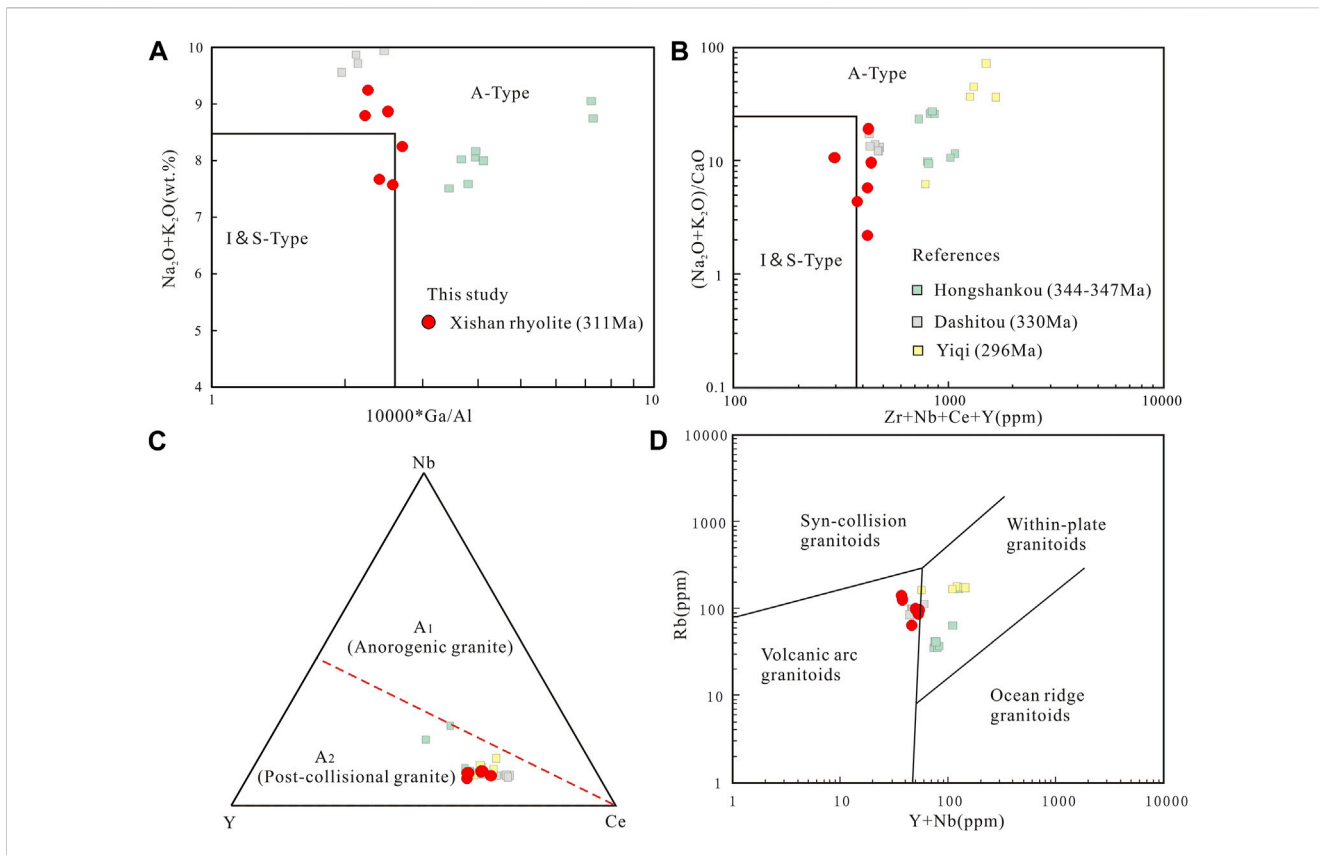 A
Na₂O+K₂O(wt.%)
10
9
8
7
6
5
4
A-Type
I & S-Type
This study
Xishan rhyolite (311Ma)
1
10
10000*Ga/Al
B
(Na₂O+K₂O)/CaO
100
10
1
0.1
A-Type
I & S-Type
References
Hongshankou (344-347Ma)
Dashitou (330Ma)
Yiqi (296Ma)
100
1000
10000
Zr+Nb+Ce+Y(ppm)
C
Nb
A₁
(Anorogenic granite)
A₂
(Post-collisional granite)
Y
Ce
D
Rb(ppm)
10000
1000
100
10
1
Syn-collision
granitoids
Within-plate
granitoids
Volcanic arc
granitoids
Ocean ridge
granitoids
1
10
100
1000
10000
Y+Nb(ppm)